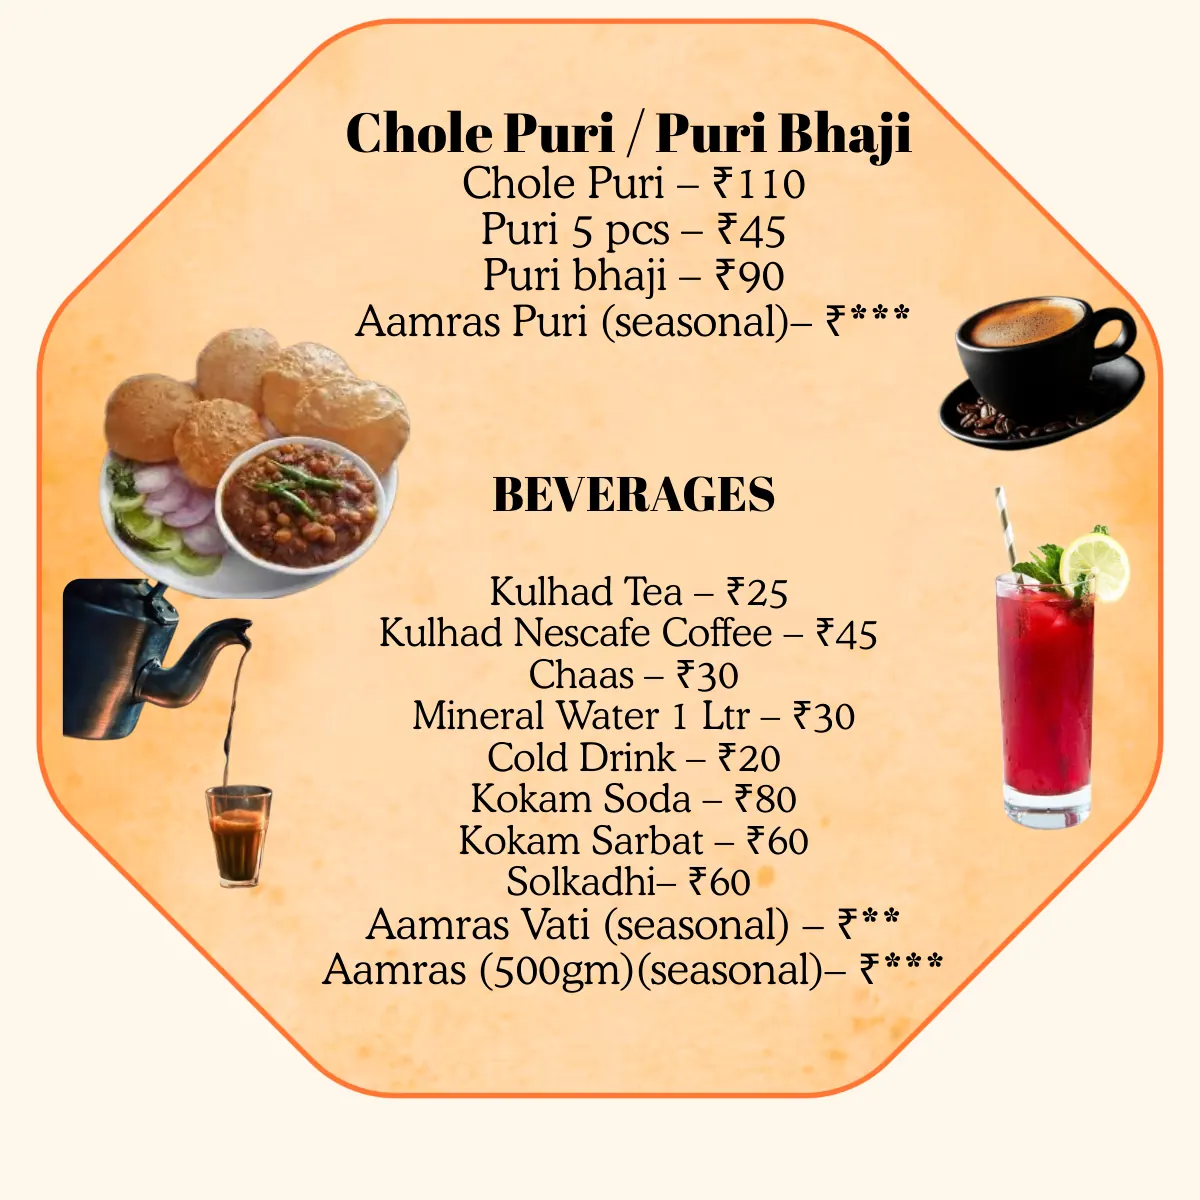 Chole Puri / Puri Bhaji
Chole Puri – ₹110
Puri 5 pcs – ₹45
Puri bhaji – ₹90
Aamras Puri (seasonal)– ₹***
BEVERAGES
Kulhad Tea – ₹25
Kulhad Nescafe Coffee – ₹45
Chaas – ₹30
Mineral Water 1 Ltr – ₹30
Cold Drink – ₹20
Kokam Soda – ₹80
Kokam Sarbat – ₹60
Solkadhi– ₹60
Aamras Vati (seasonal) – ₹**
Aamras (500gm)(seasonal)– ₹***